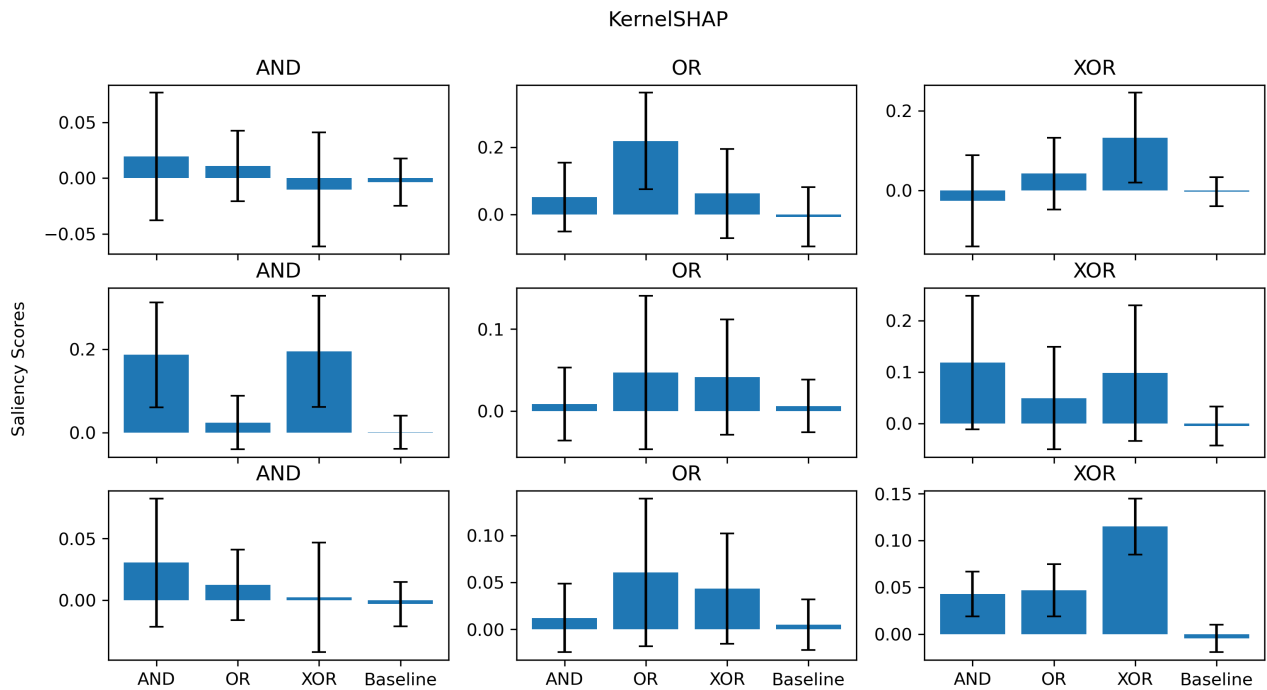 KernelSHAP
AND OR XOR
0.05 0.2 0.2
0.00 0.0 0.0
−0.05
AND OR XOR
Saliency Scores
0.2 0.1 0.2
0.0 0.0 0.1
0.0
AND OR XOR
0.05 0.10 0.15
0.00 0.05 0.10
0.00 0.05
0.00
AND OR XOR Baseline AND OR XOR Baseline AND OR XOR Baseline